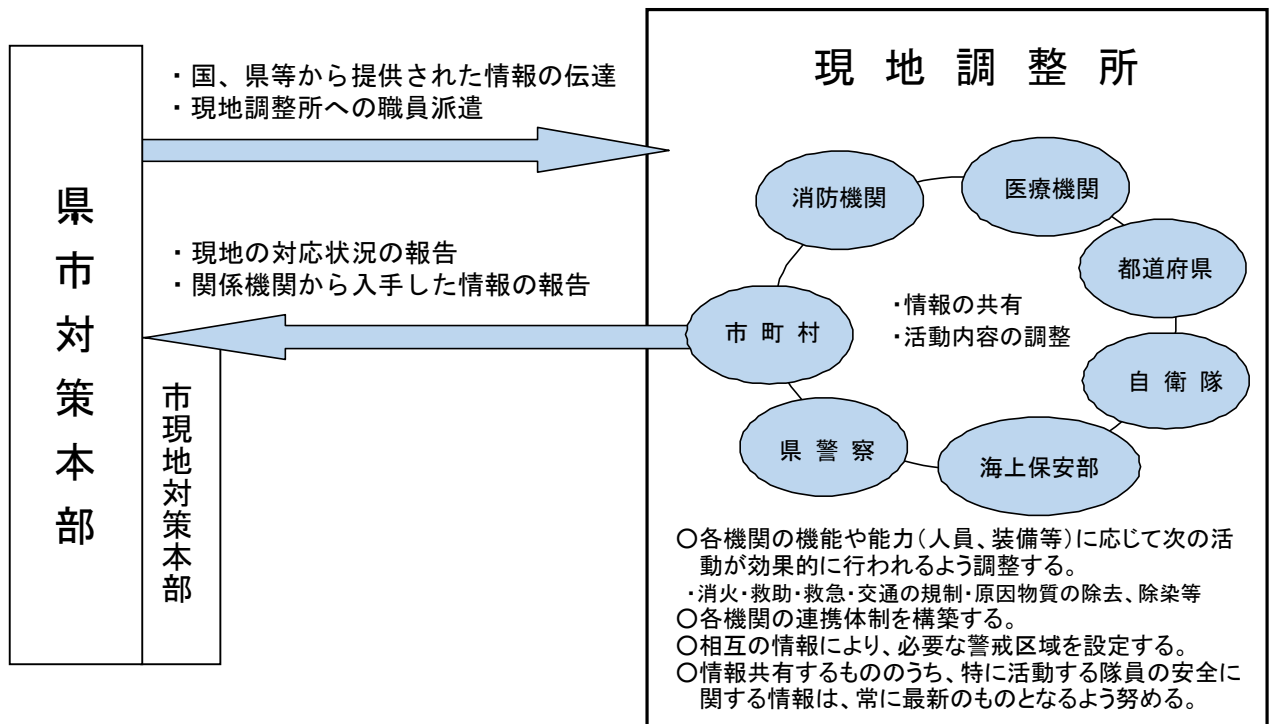 県市対策本部
市現地対策本部
・国、県等から提供された情報の伝達
・現地調整所への職員派遣
・現地の対応状況の報告
・関係機関から入手した情報の報告
現地調整所
消防機関
医療機関
都道府県
・情報の共有
・活動内容の調整
市町村
自衛隊
県警察
海上保安部
○各機関の機能や能力（人員、装備等）に応じて次の活
動が効果的に行われるよう調整する。
・消火・救助・救急・交通の規制・原因物質の除去、除染等
○各機関の連携体制を構築する。
○相互の情報により、必要な警戒区域を設定する。
○情報共有するもののうち、特に活動する隊員の安全に
関する情報は、常に最新のものとなるよう努める。